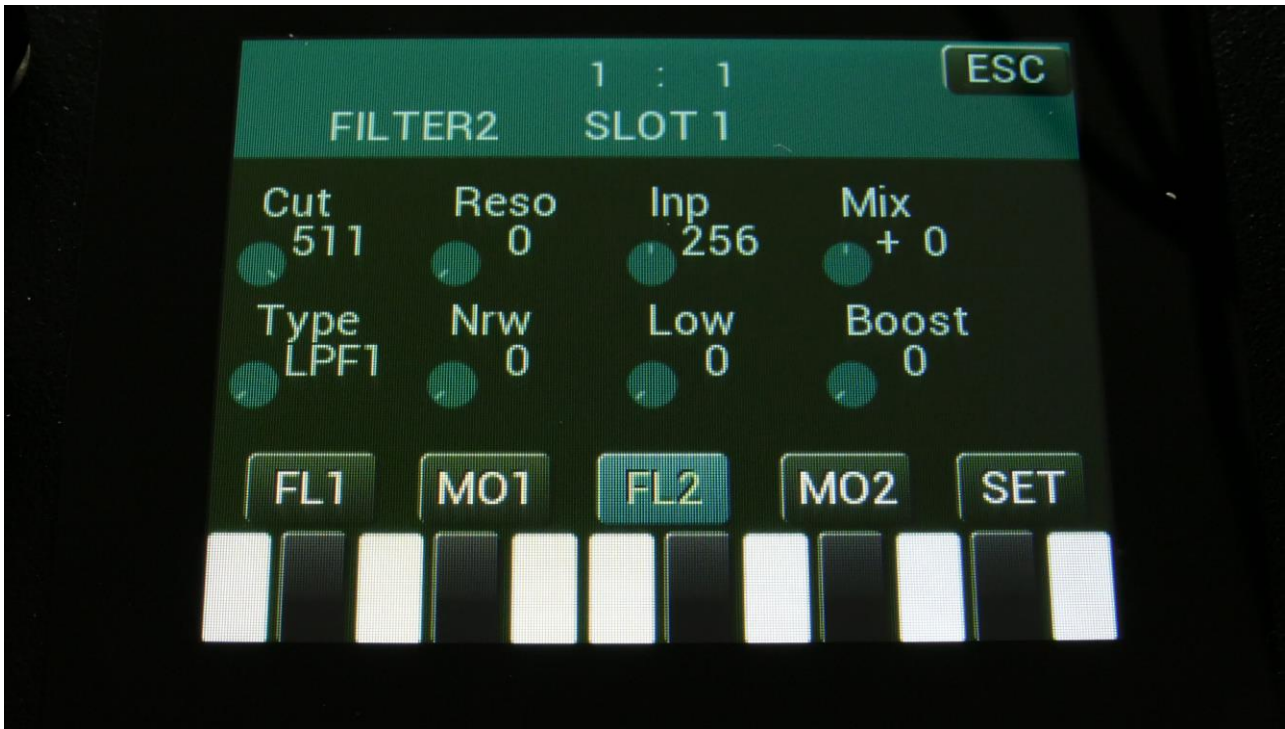 1 : 1 ESC
FILTER2 SLOT 1
Cut Reso Inp Mix
511 0 256 + 0
Type Nrw Low Boost
LPF1 0 0 0
FL1 MO1 FL2 MO2 SET